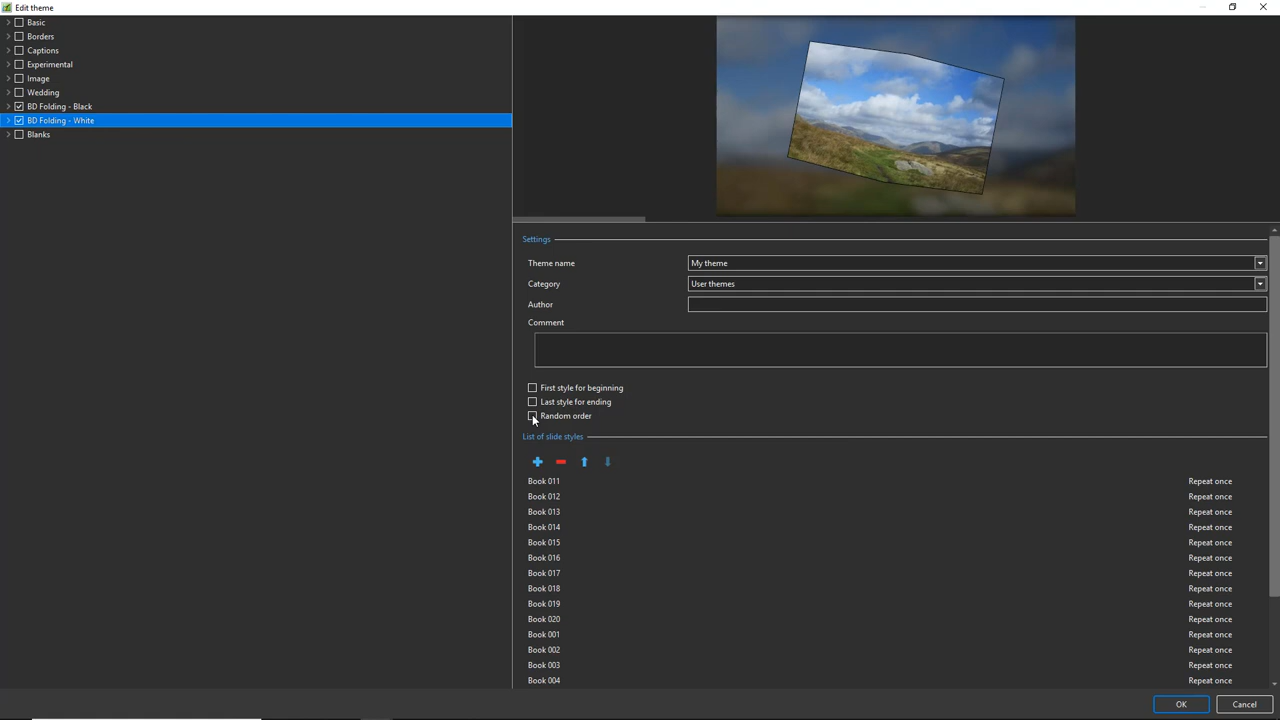 Edit theme
Basic
Borders
Captions
Experimental
Image
Wedding
BD Folding - Black
BD Folding - White
Blanks
Settings
Theme name My theme
Category User themes
Author
Comment
First style for beginning
Last style for ending
Random order
List of slide styles
Book 011 Repeat once
Book 012 Repeat once
Book 013 Repeat once
Book 014 Repeat once
Book 015 Repeat once
Book 016 Repeat once
Book 017 Repeat once
Book 018 Repeat once
Book 019 Repeat once
Book 020 Repeat once
Book 001 Repeat once
Book 002 Repeat once
Book 003 Repeat once
Book 004 Repeat once
OK Cancel